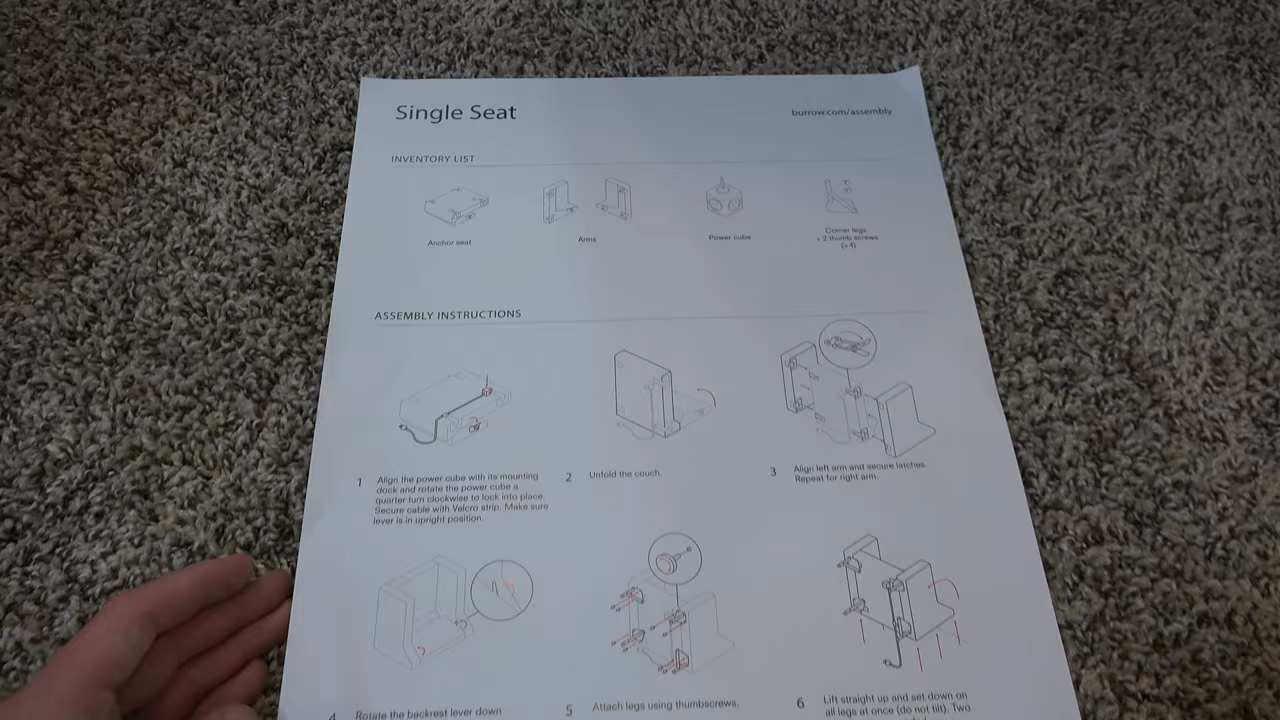 Single Seat
burrow.com/assembly
INVENTORY LIST
Anchor seat
Arms
Power cube
Corner legs
+ 2 thumb screws
(x4)
ASSEMBLY INSTRUCTIONS
1 Align the power cube with its mounting
dock and rotate the power cube a
quarter turn clockwise to lock into place.
Secure cable with Velcro strip. Make sure
lever is in upright position.
2 Unfold the couch.
3 Align left arm and secure latches.
Repeat for right arm.
4 Rotate the backrest lever down
5 Attach legs using thumbscrews.
6 Lift straight up and set down on
all legs at once (do not tilt). Two